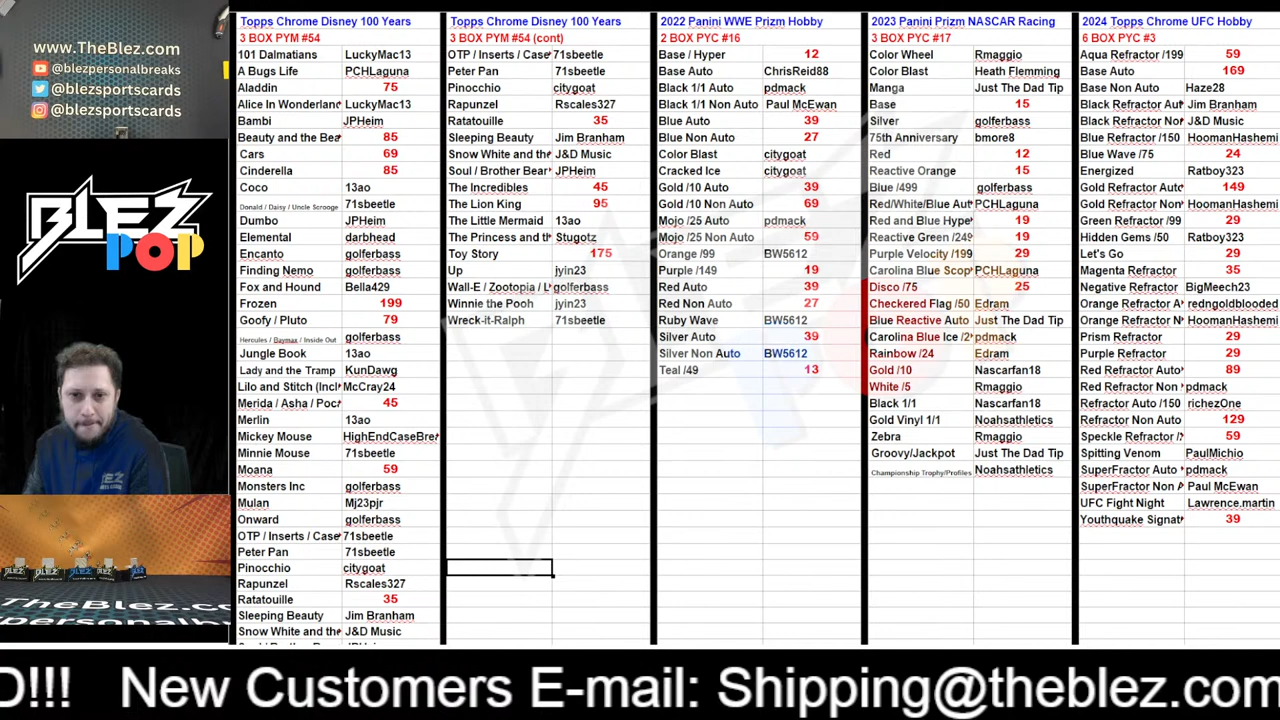 www.TheBlez.com
@blezpersonalbreaks
@blezsportscards
BLEZ
POP
Topps Chrome Disney 100 Years
3 BOX PYM #54
101 Dalmatians LuckyMac13
A Bugs Life PCHLaguna
Aladdin 75
Alice In Wonderlan LuckyMac13
Bambi JPHeim
Beauty and the Bea 85
Cars 69
Cinderella 85
Coco 13ao
Donald / Daisy / Uncle Scrooge 71sbeetle
Dumbo JPHeim
Elemental darbhead
Encanto golferbass
Finding Nemo golferbass
Fox and Hound Bella429
Frozen 199
Goofy / Pluto 79
Hercules / Baymax / Inside Out golferbass
Jungle Book 13ao
Lady and the Tramp KunDawg
Lilo and Stitch (Incl McCray24
Merida / Asha / Poc 45
Merlin 13ao
Mickey Mouse HighEndCaseBre
Minnie Mouse 71sbeetle
Moana 59
Monsters Inc golferbass
Mulan Mj23pjr
Onward golferbass
OTP / Inserts / Case 71sbeetle
Peter Pan 71sbeetle
Pinocchio citygoat
Rapunzel Rscales327
Ratatouille 35
Sleeping Beauty Jim Branham
Snow White and the J&D Music
Topps Chrome Disney 100 Years
3 BOX PYM #54 (cont)
OTP / Inserts / Case 71sbeetle
Peter Pan 71sbeetle
Pinocchio citygoat
Rapunzel Rscales327
Ratatouille 35
Sleeping Beauty Jim Branham
Snow White and the J&D Music
Soul / Brother Bear JPHeim
The Incredibles 45
The Lion King 95
The Little Mermaid 13ao
The Princess and th Stugotz
Toy Story 175
Up jyin23
Wall-E / Zootopia / L golferbass
Winnie the Pooh jyin23
Wreck-it-Ralph 71sbeetle
2022 Panini WWE Prizm Hobby
2 BOX PYC #16
Base / Hyper 12
Base Auto ChrisReid88
Black 1/1 Auto pdmack
Black 1/1 Non Auto Paul McEwan
Blue Auto 39
Blue Non Auto 27
Color Blast citygoat
Cracked Ice citygoat
Gold /10 Auto 39
Gold /10 Non Auto 69
Mojo /25 Auto pdmack
Mojo /25 Non Auto 59
Orange /99 BW5612
Purple /149 19
Red Auto 39
Red Non Auto 27
Ruby Wave BW5612
Silver Auto 39
Silver Non Auto BW5612
Teal /49 13
2023 Panini Prizm NASCAR Racing
3 BOX PYC #17
Color Wheel Rmaggio
Color Blast Heath Flemming
Manga Just The Dad Tip
Base 15
Silver golferbass
75th Anniversary bmore8
Red 12
Reactive Orange 15
Blue /499 golferbass
Red/White/Blue Aut PCHLaguna
Red and Blue Hype 19
Reactive Green /249 19
Purple Velocity /199 29
Carolina Blue Scop PCHLaguna
Disco /75 25
Checkered Flag /50 Edram
Blue Reactive Auto Just The Dad Tip
Carolina Blue Ice /2 pdmack
Rainbow /24 Edram
Gold /10 Nascarfan18
White /5 Rmaggio
Black 1/1 Nascarfan18
Gold Vinyl 1/1 Noahsathletics
Zebra Rmaggio
Groovy/Jackpot Just The Dad Tip
Championship Trophy/Profiles Noahsathletics
2024 Topps Chrome UFC Hobby
6 BOX PYC #3
Aqua Refractor /199 59
Base Auto 169
Base Non Auto Haze28
Black Refractor Aut Jim Branham
Black Refractor Nor J&D Music
Blue Refractor /150 HoomanHashemi
Blue Wave /75 24
Energized Ratboy323
Gold Refractor Auto 149
Gold Refractor Non HoomanHashemi
Green Refractor /99 29
Hidden Gems /50 Ratboy323
Let's Go 29
Magenta Refractor 35
Negative Refractor BigMeech23
Orange Refractor A redngoldblooded
Orange Refractor N HoomanHashemi
Prism Refractor 29
Purple Refractor 29
Red Refractor Auto 89
Red Refractor Non pdmack
Refractor Auto /150 richezOne
Refractor Non Auto 129
Speckle Refractor / 59
Spitting Venom PaulMichio
SuperFractor Auto pdmack
SuperFractor Non A Paul McEwan
UFC Fight Night Lawrence.martin
Youthquake Signat 39
TheBlez.Co
personalbr
D!!! New Customers E-mail: Shipping@theblez.com